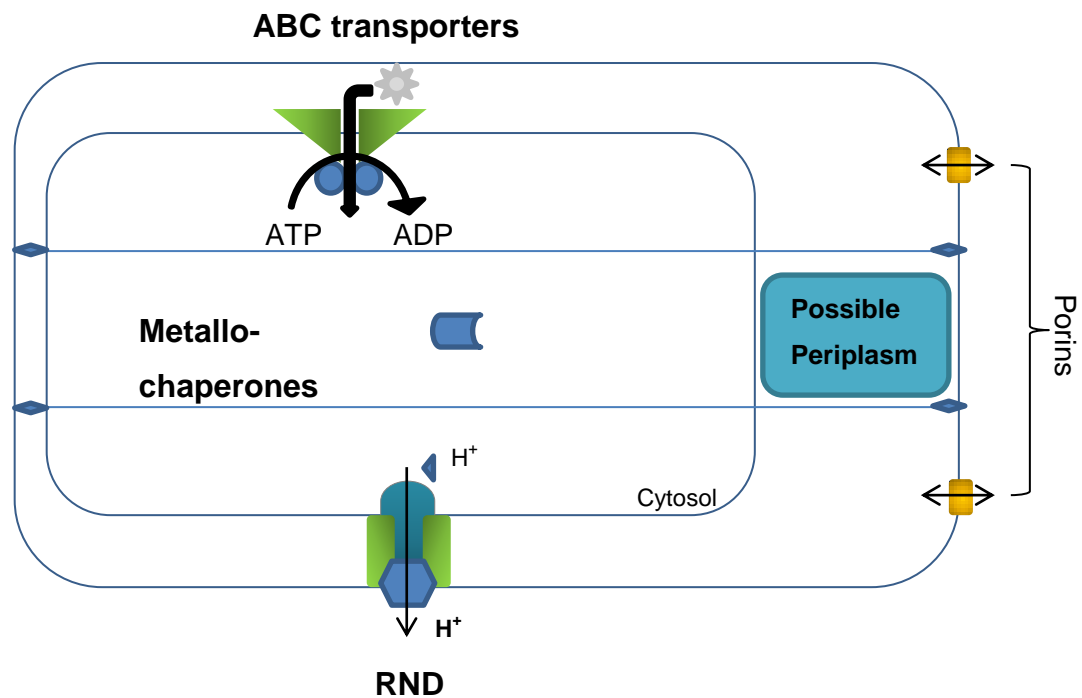 ABC transporters
ATP ADP
Metallo-
chaperones
Possible
Periplasm
Porins
H⁺
Cytosol
H⁺
RND